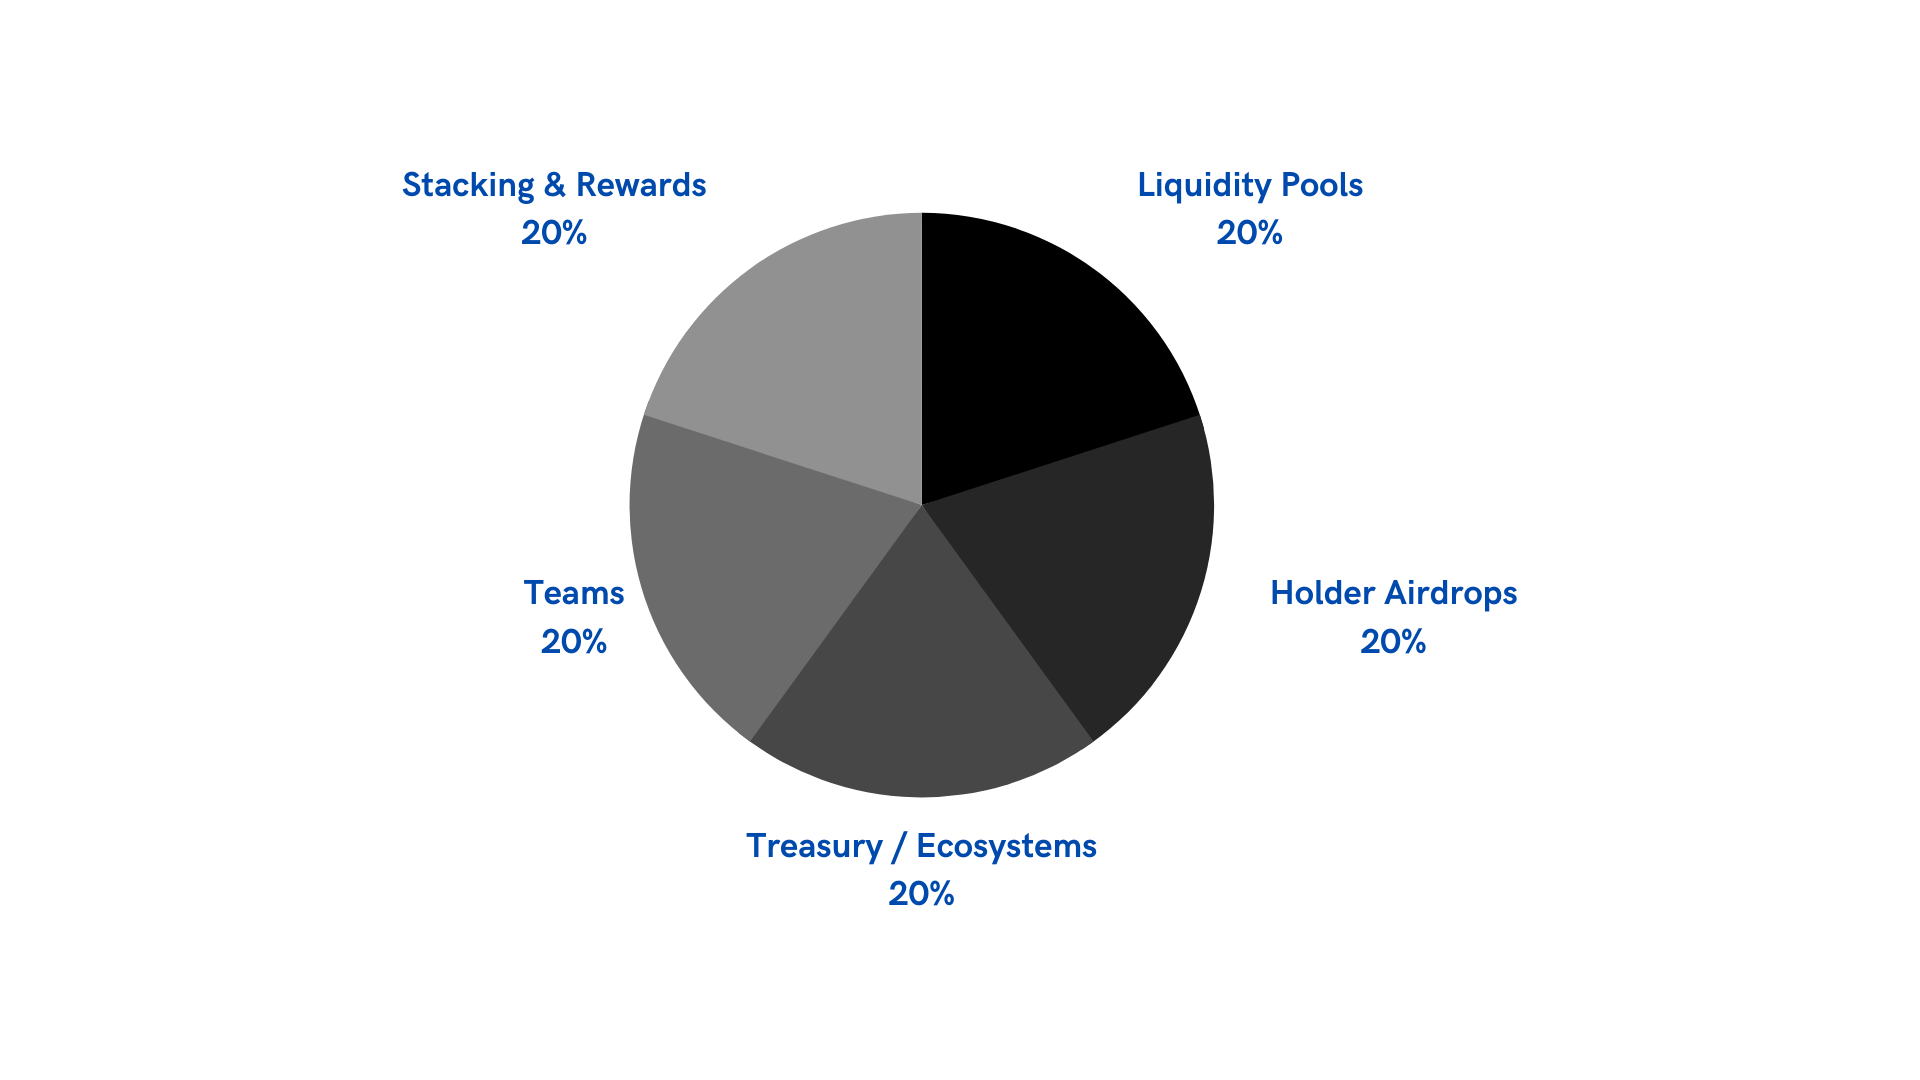 Stacking & Rewards
20%
Liquidity Pools
20%
Teams
20%
Holder Airdrops
20%
Treasury / Ecosystems
20%